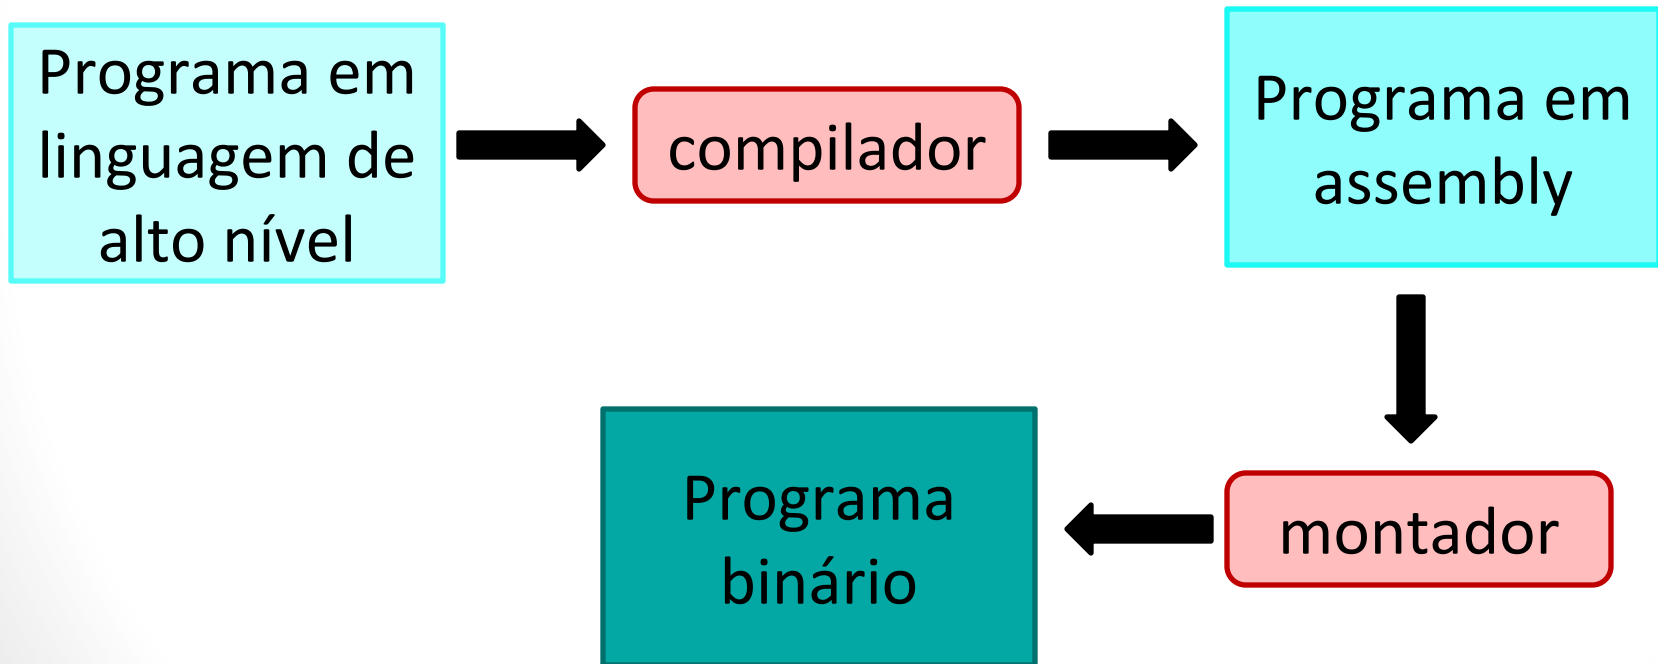 Programa em
linguagem de
alto nível
compilador
Programa em
assembly
montador
Programa
binário